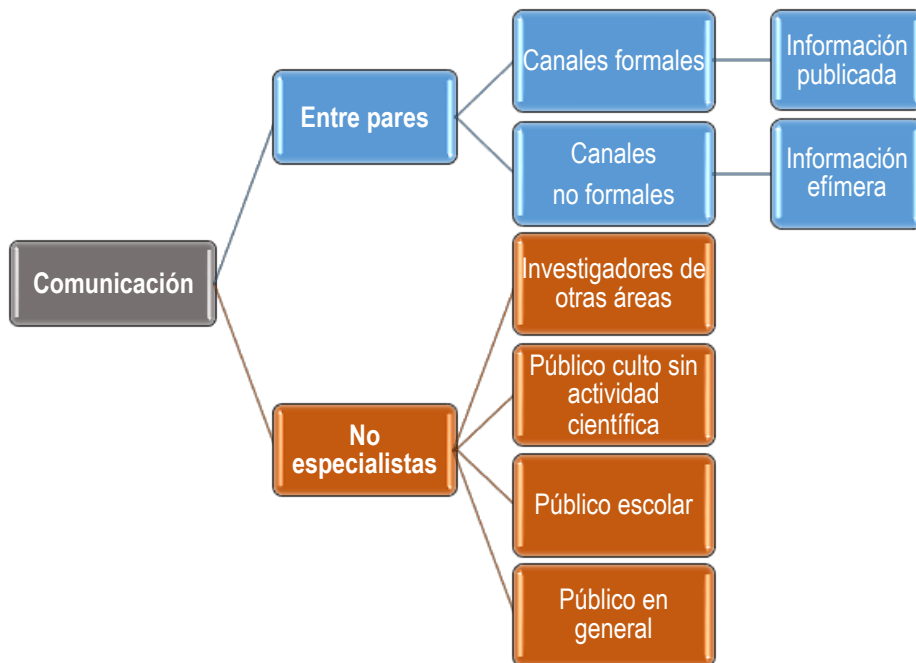 Comunicación
Entre pares
Canales formales
Información
publicada
Canales
no formales
Información
efímera
No
especialistas
Investigadores de
otras áreas
Público culto sin
actividad
científica
Público escolar
Público en
general